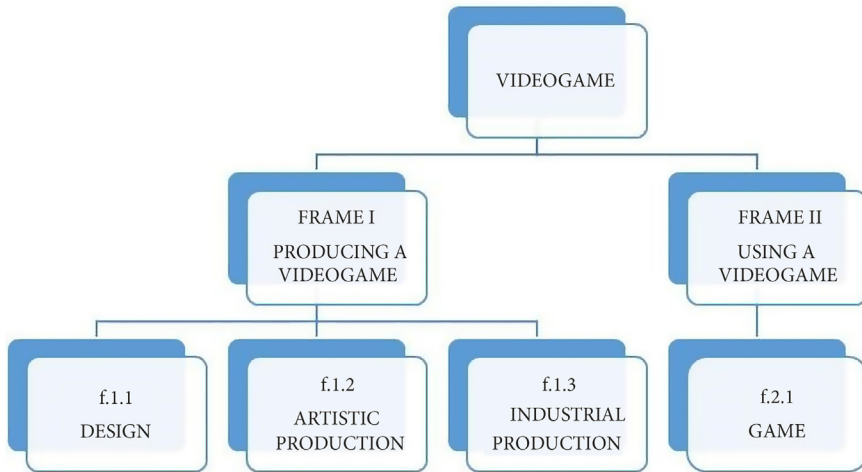 VIDEOGAME
FRAME I
PRODUCING A
VIDEOGAME
FRAME II
USING A
VIDEOGAME
f.1.1
DESIGN
f.1.2
ARTISTIC
PRODUCTION
f.1.3
INDUSTRIAL
PRODUCTION
f.2.1
GAME